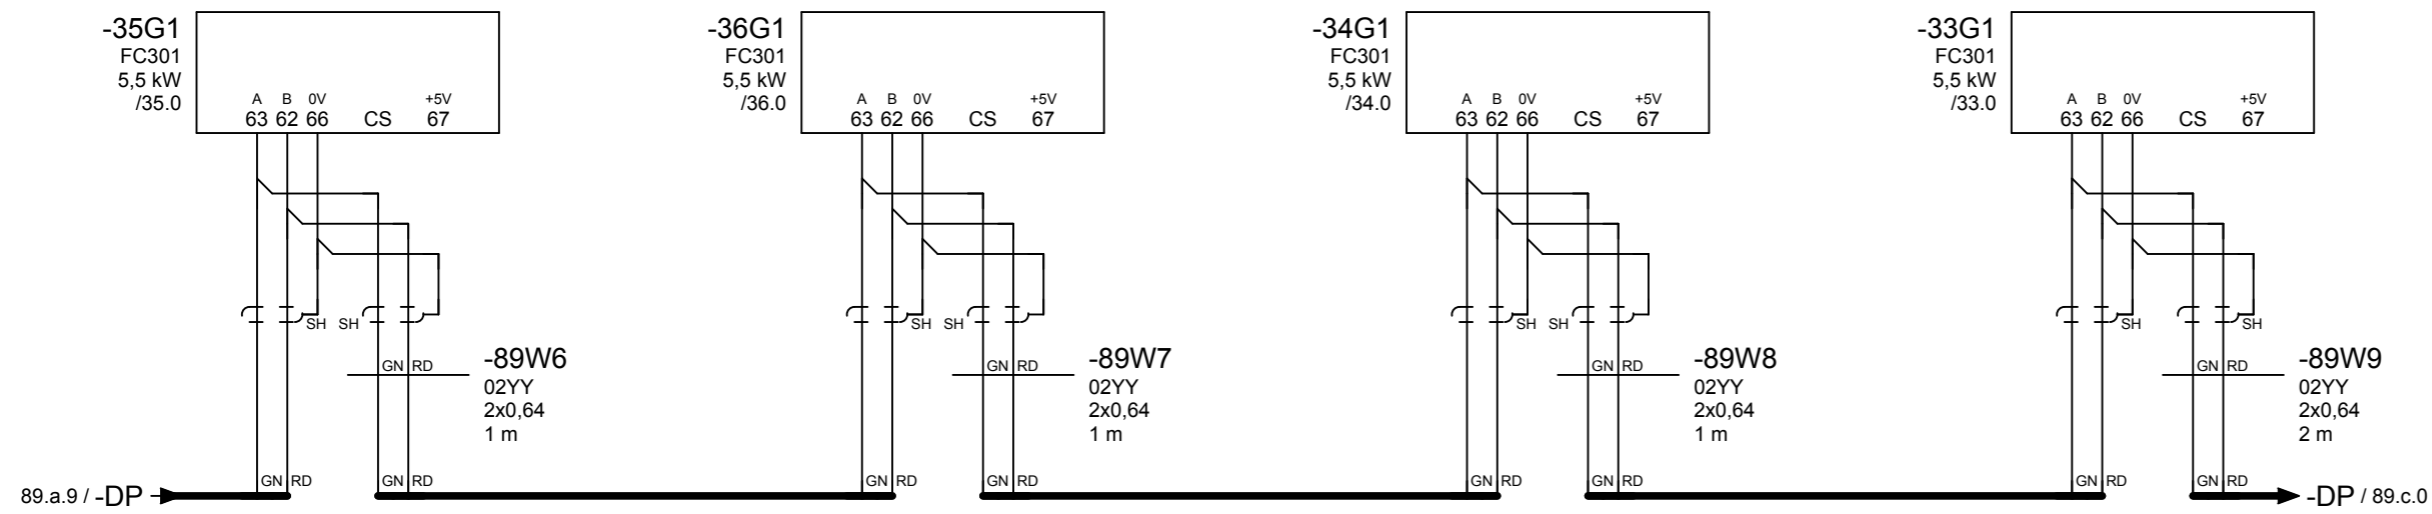 -35G1
FC301
5,5 kW
/35.0
A B 0V +5V
63 62 66 CS 67
-36G1
FC301
5,5 kW
/36.0
A B 0V +5V
63 62 66 CS 67
-34G1
FC301
5,5 kW
/34.0
A B 0V +5V
63 62 66 CS 67
-33G1
FC301
5,5 kW
/33.0
A B 0V +5V
63 62 66 CS 67
SH SH
SH SH
SH SH
SH SH
GN RD
-89W6
02YY
2x0,64
1 m
GN RD
-89W7
02YY
2x0,64
1 m
GN RD
-89W8
02YY
2x0,64
1 m
GN RD
-89W9
02YY
2x0,64
2 m
GN RD GN RD GN RD GN RD GN RD GN RD GN RD GN RD
89.a.9 / -DP
-DP / 89.c.0